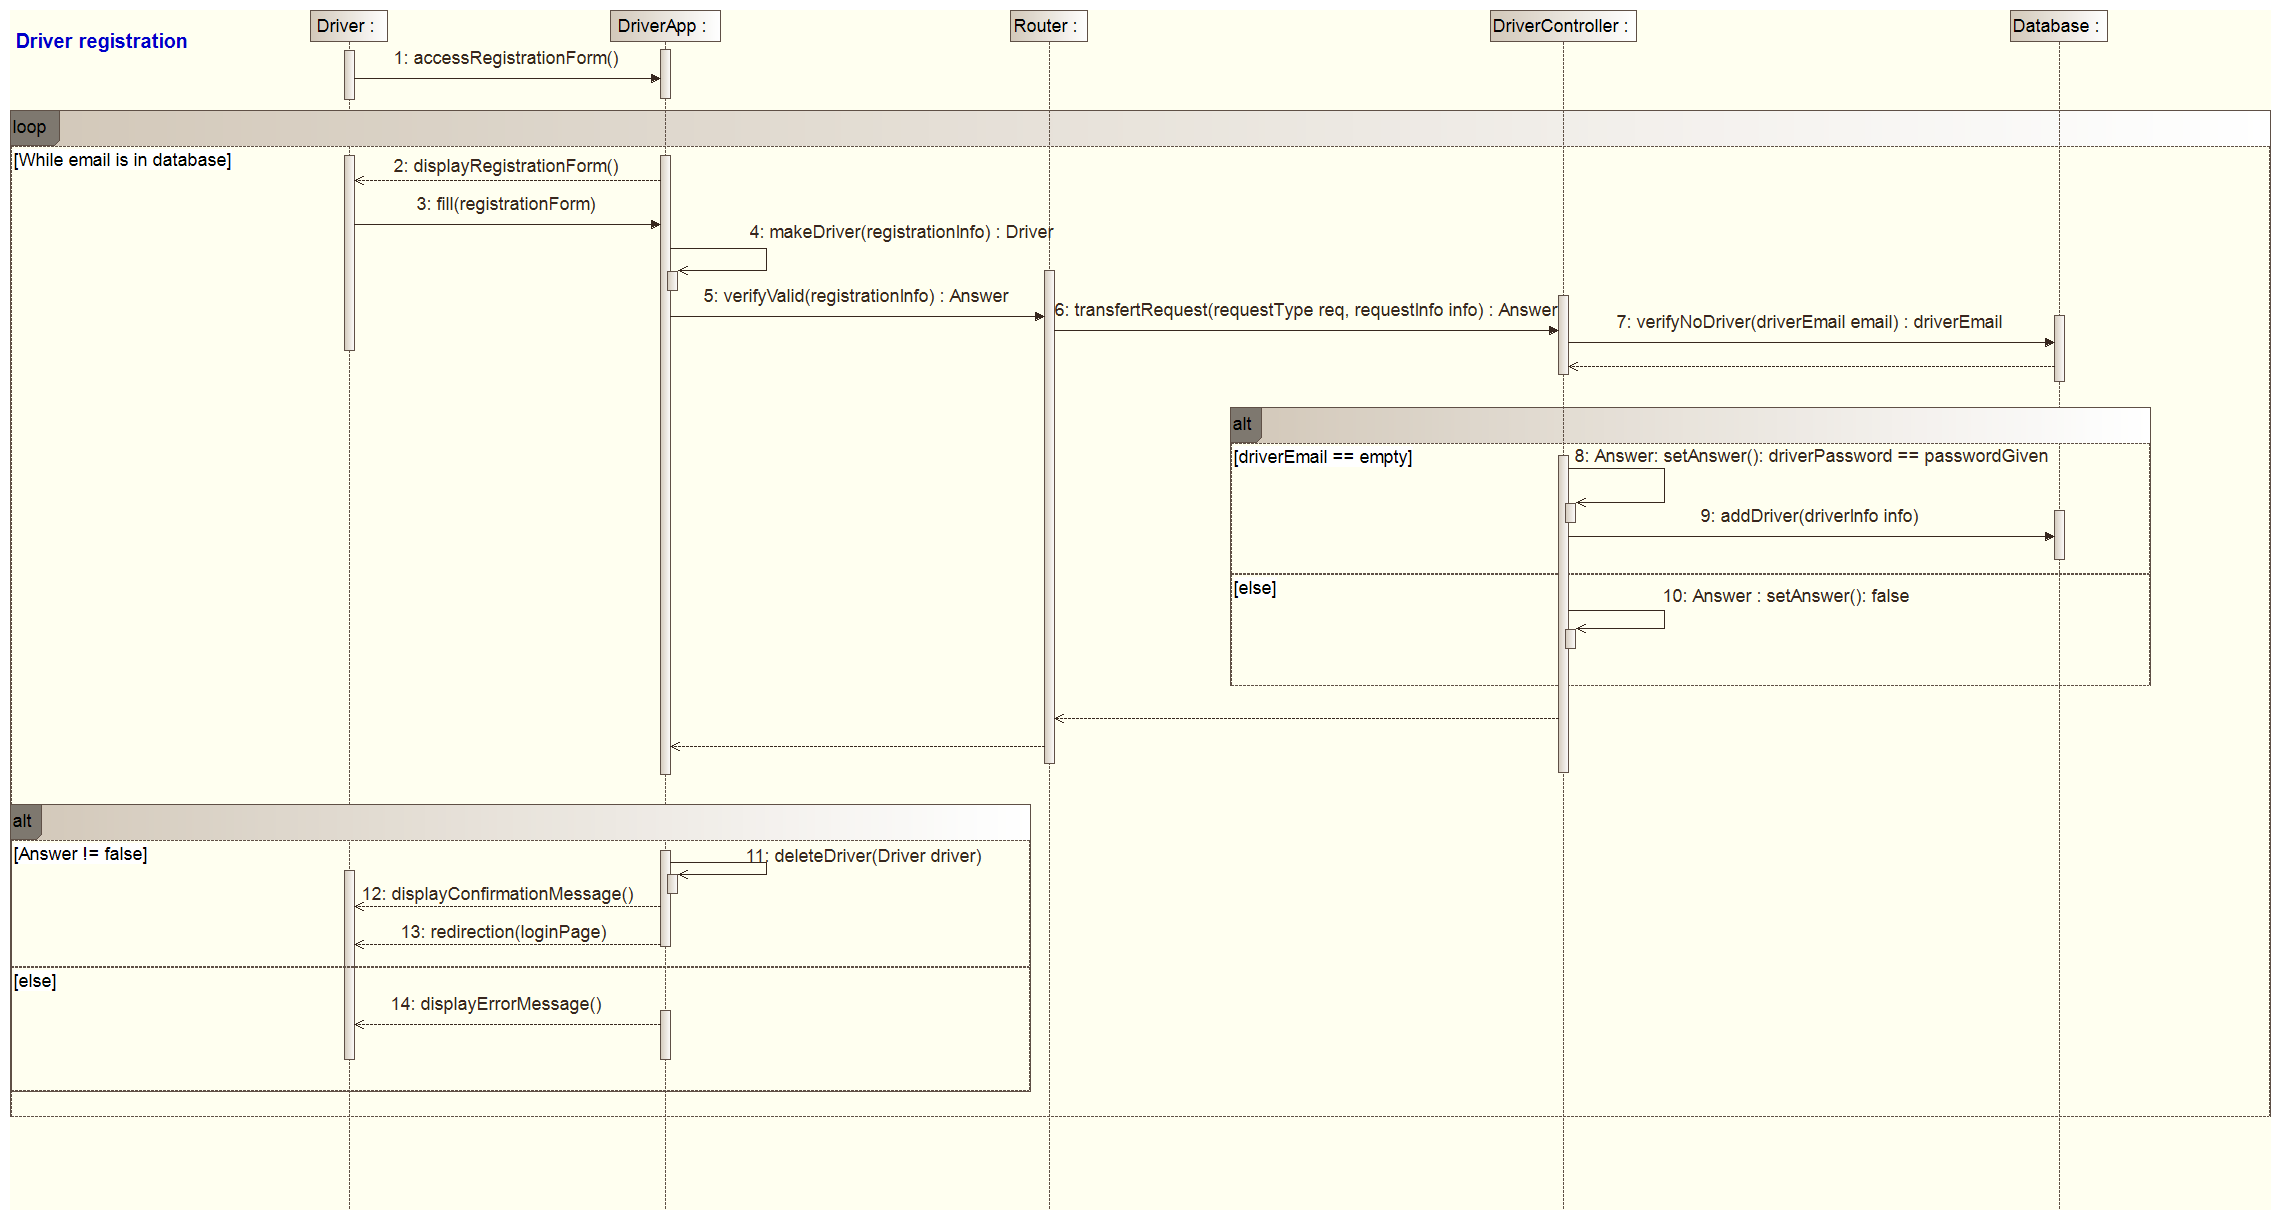 Driver registration
Driver :
DriverApp :
Router :
DriverController :
Database :
1: accessRegistrationForm()
loop
[While email is in database]
2: displayRegistrationForm()
3: fill(registrationForm)
4: makeDriver(registrationInfo) : Driver
5: verifyValid(registrationInfo) : Answer
6: transfertRequest(requestType req, requestInfo info) : Answer
7: verifyNoDriver(driverEmail email) : driverEmail
alt
[driverEmail == empty]
8: Answer: setAnswer(): driverPassword == passwordGiven
9: addDriver(driverInfo info)
[else]
10: Answer : setAnswer(): false
alt
[Answer != false]
11: deleteDriver(Driver driver)
12: displayConfirmationMessage()
13: redirection(loginPage)
[else]
14: displayErrorMessage()